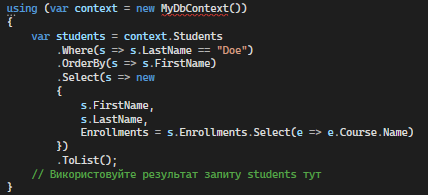 using (var context = new MyDbContext())
{
    var students = context.Students
        .Where(s => s.LastName == "Doe")
        .OrderBy(s => s.FirstName)
        .Select(s => new
        {
            s.FirstName,
            s.LastName,
            Enrollments = s.Enrollments.Select(e => e.Course.Name)
        })
        .ToList();
    // Використовуйте результат запиту students тут
}